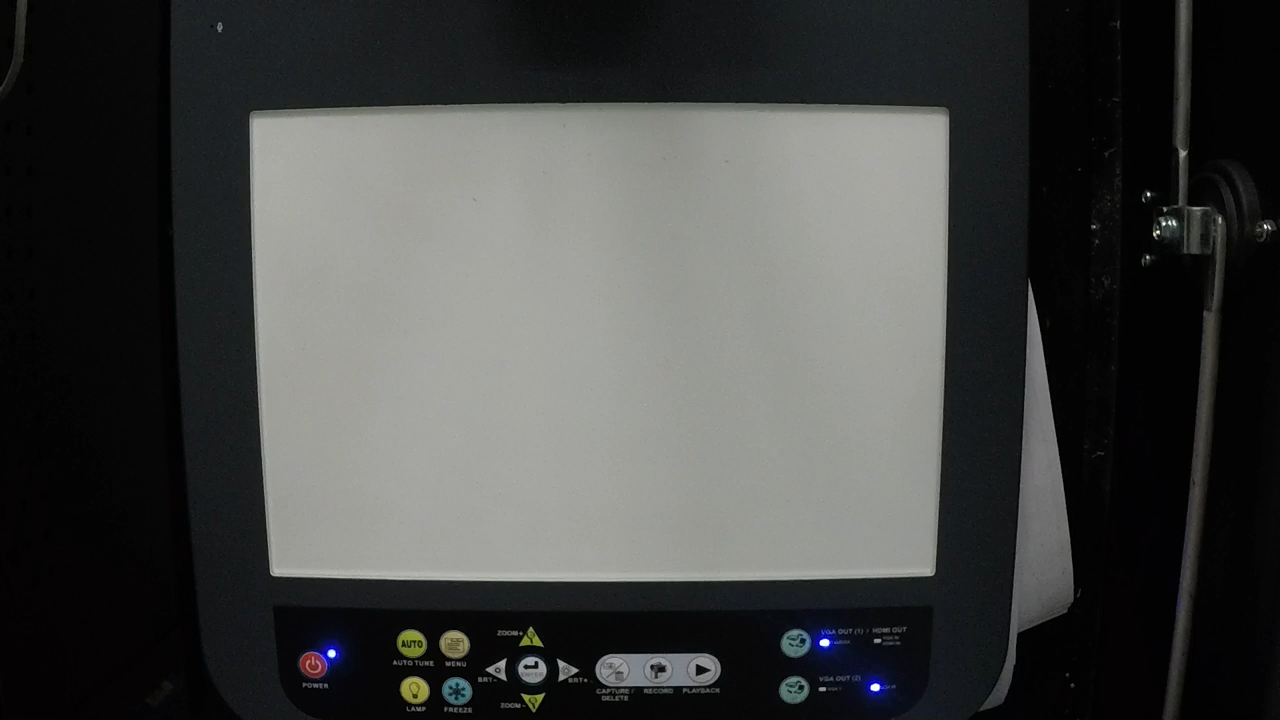 VGA OUT (1) / HDMI OUT
ZOOM+
AUTO
AUTO TUNE
MENU
ENTER
BRT-
BRT+
POWER
LAMP
FREEZE
ZOOM-
CAPTURE /
DELETE
RECORD
PLAYBACK
VGA OUT (2)